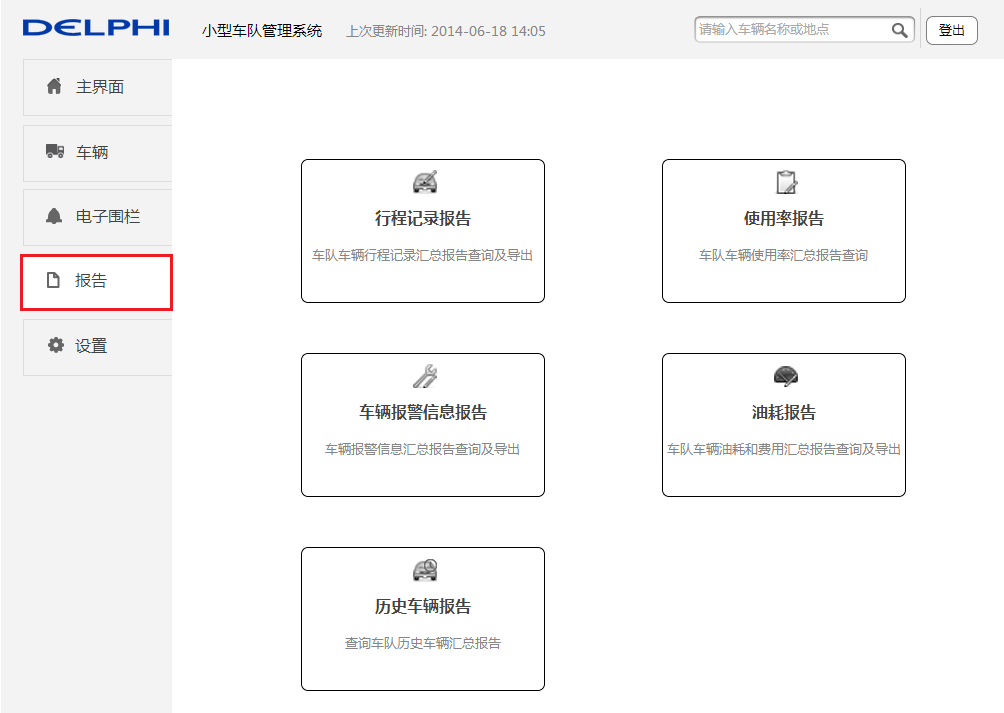 DELPHI
小型车队管理系统
上次更新时间: 2014-06-18 14:05
请输入车辆名称或地点
登出
主界面
车辆
电子围栏
报告
设置
行程记录报告
车队车辆行程记录汇总报告查询及导出
使用率报告
车队车辆使用率汇总报告查询
车辆报警信息报告
车辆报警信息汇总报告查询及导出
油耗报告
车队车辆油耗和费用汇总报告查询及导出
历史车辆报告
查询车队历史车辆汇总报告